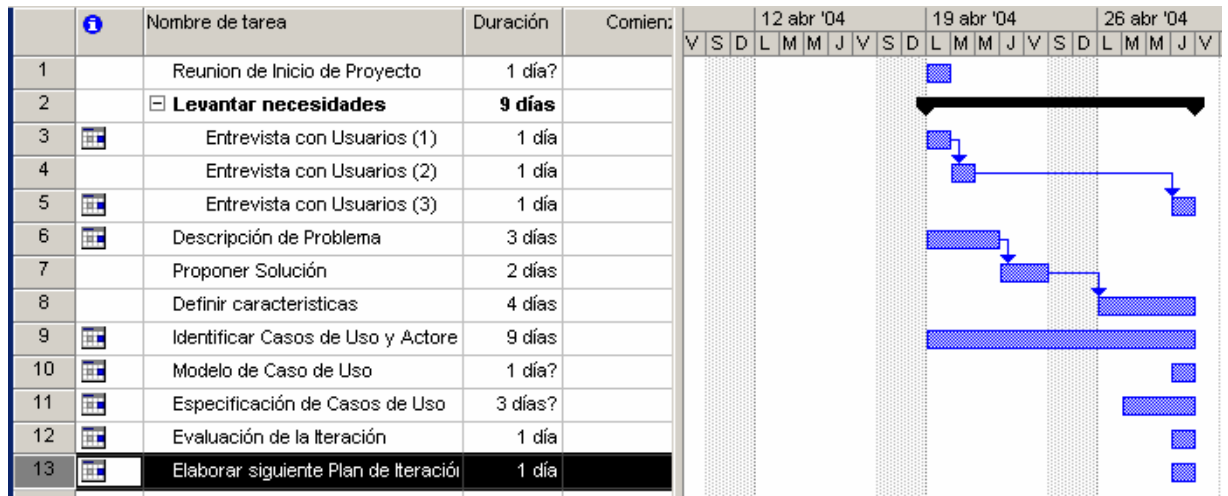 Nombre de tarea Duración Comienz 12 abr '04 19 abr '04 26 abr '04
V S D L M M J V S D L M M J V S D L M M J V
1 Reunion de Inicio de Proyecto 1 día?
2 Levantar necesidades 9 días
3 Entrevista con Usuarios (1) 1 día
4 Entrevista con Usuarios (2) 1 día
5 Entrevista con Usuarios (3) 1 día
6 Descripción de Problema 3 días
7 Proponer Solución 2 días
8 Definir caracteristicas 4 días
9 Identificar Casos de Uso y Actore 9 días
10 Modelo de Caso de Uso 1 día?
11 Especificación de Casos de Uso 3 días?
12 Evaluación de la Iteración 1 día
13 Elaborar siguiente Plan de Iteració 1 día